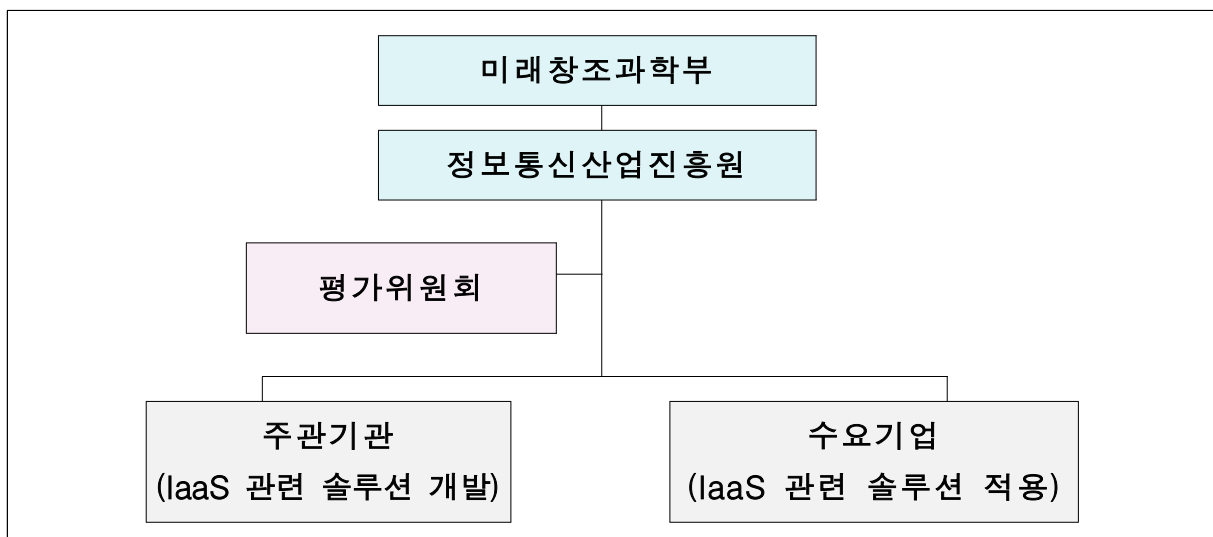 미래창조과학부
정보통신산업진흥원
평가위원회
주관기관
(IaaS 관련 솔루션 개발)
수요기업
(IaaS 관련 솔루션 적용)